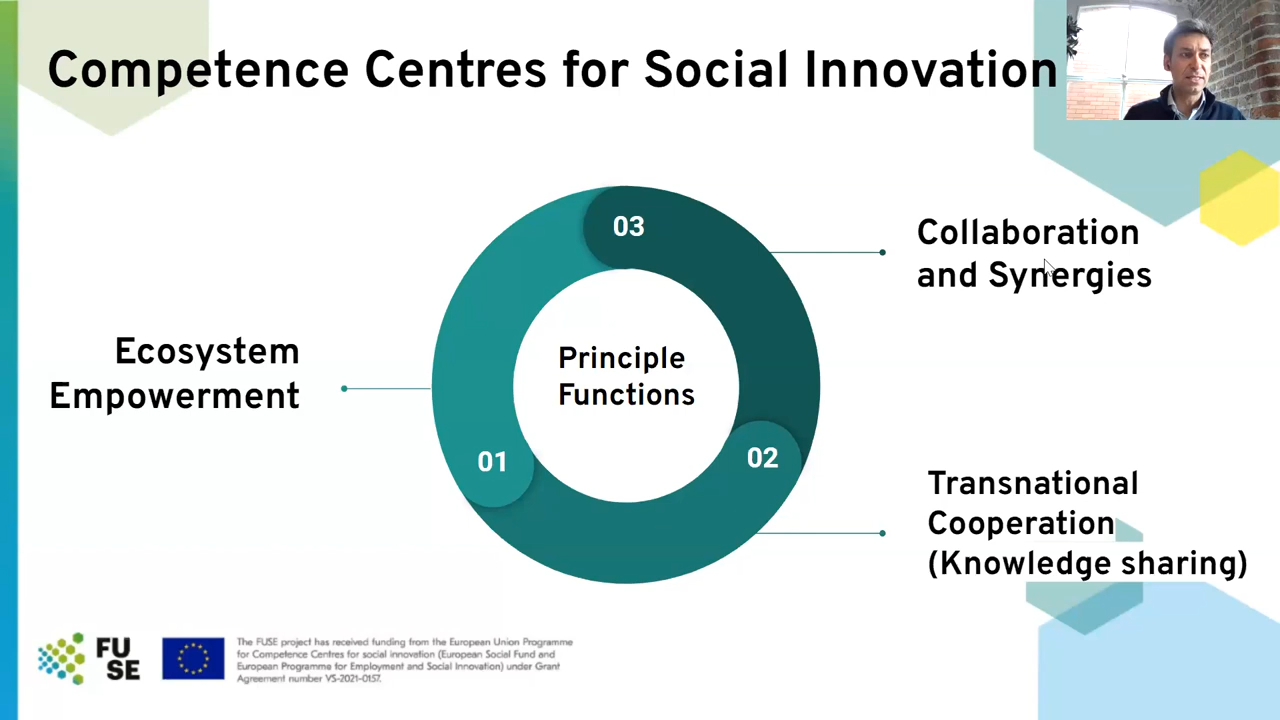 Competence Centres for Social Innovation
03
Collaboration
and Synergies
Ecosystem
Empowerment
Principle
Functions
01
02
Transnational
Cooperation
(Knowledge sharing)
FU
SE
The FUSE project has received funding from the European Union Programme
for Competence Centres for social innovation (European Social Fund and
European Programme for Employment and Social Innovation) under Grant
Agreement number VS-2021-0157.